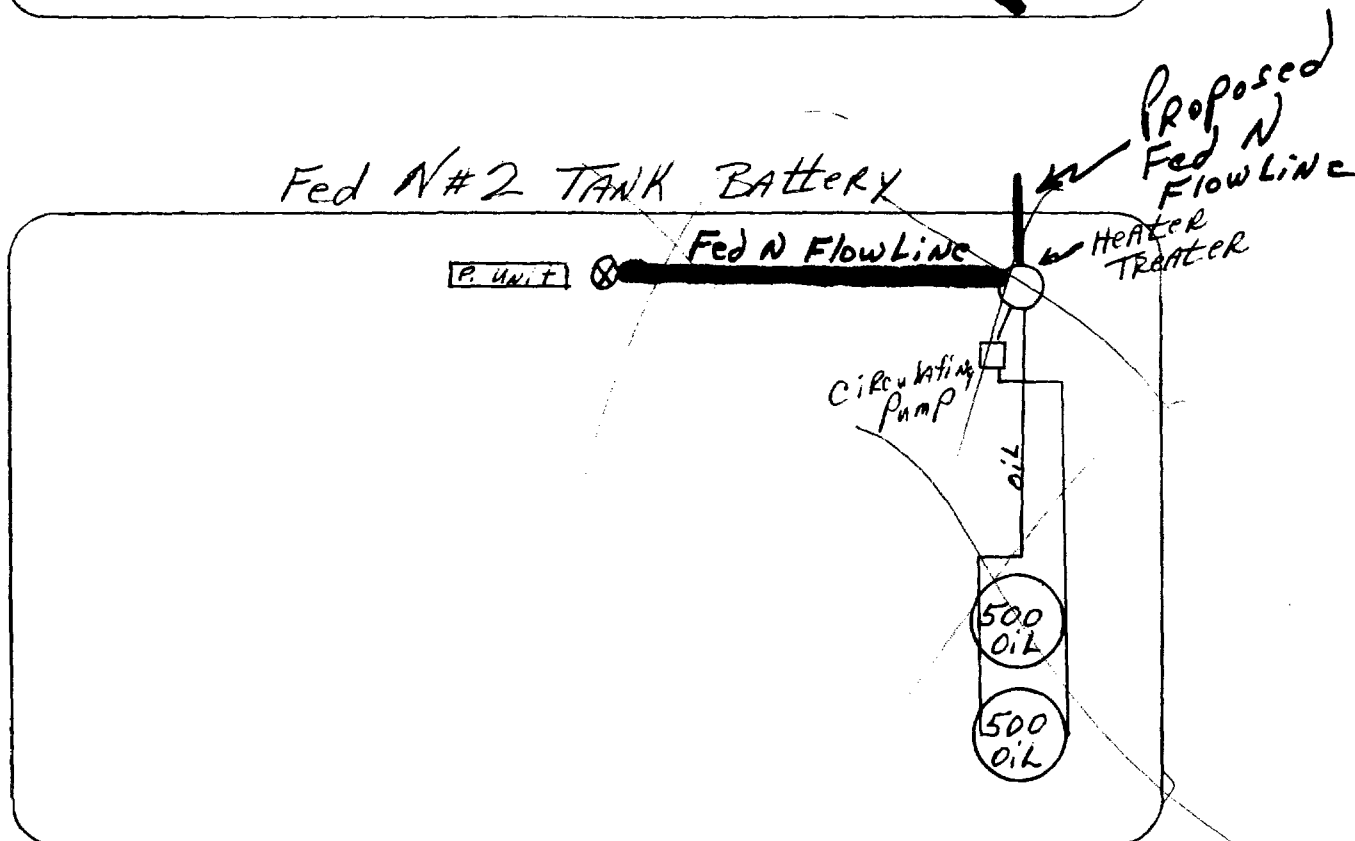 Proposed
Fed N
FlowLine
Fed N#2 TANK BAtteRY
Fed N FlowLine
HeAteR
TReAteR
P. UNit
CiRculAtiNg
PumP
OiL
500
OiL
500
OiL